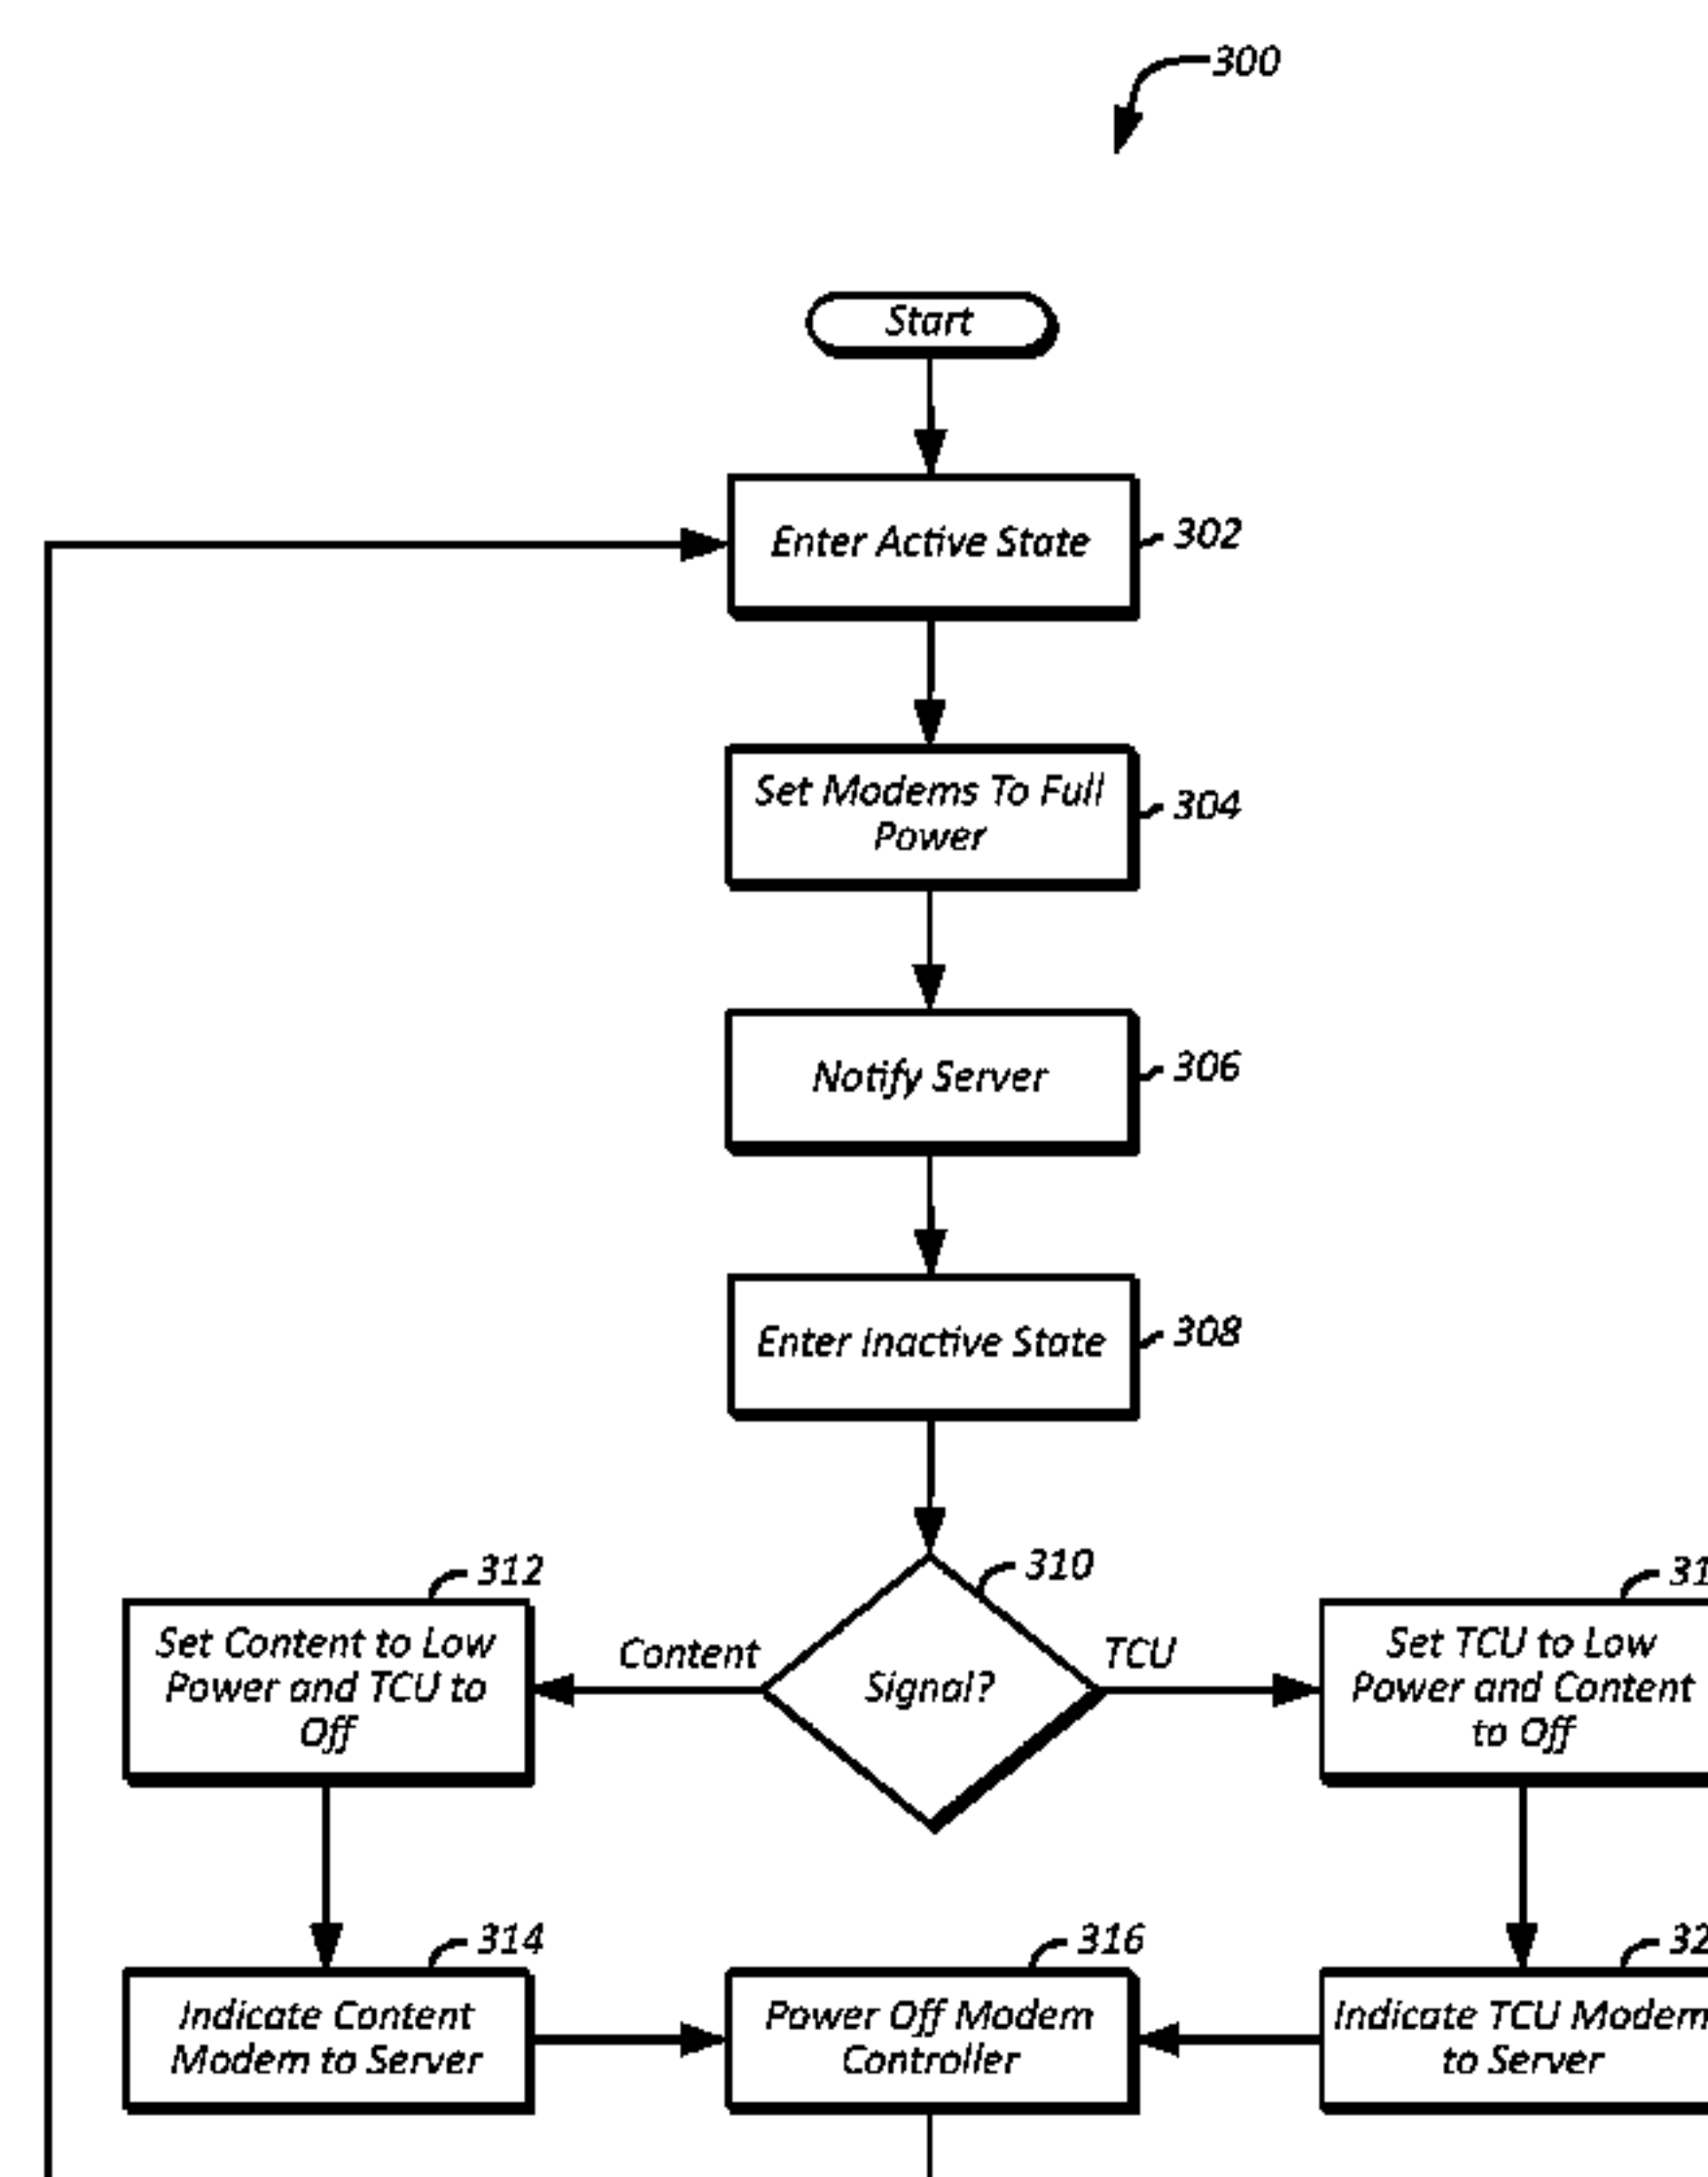 300
Start
Enter Active State
302
Set Modems To Full
Power
304
Notify Server
306
Enter Inactive State
308
310
Signal?
Content
TCU
312
Set Content to Low
Power and TCU to
Off
31
Set TCU to Low
Power and Content
to Off
314
Indicate Content
Modem to Server
316
Power Off Modem
Controller
32
Indicate TCU Modem
to Server